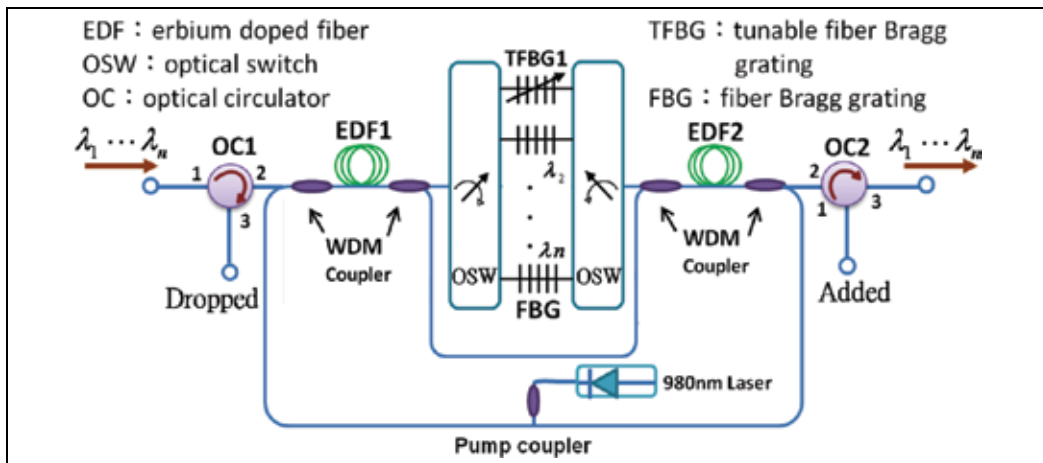 EDF：erbium doped fiber
OSW：optical switch
OC：optical circulator
TFBG：tunable fiber Bragg
grating
FBG：fiber Bragg grating
TFBG1
λ₁ ⋯ λₙ
OC1
1
2
3
Dropped
EDF1
WDM
Coupler
OSW
λ₂
λn
FBG
OSW
EDF2
WDM
Coupler
OC2
2
1
3
λ₁ ⋯ λₙ
Added
980nm Laser
Pump coupler